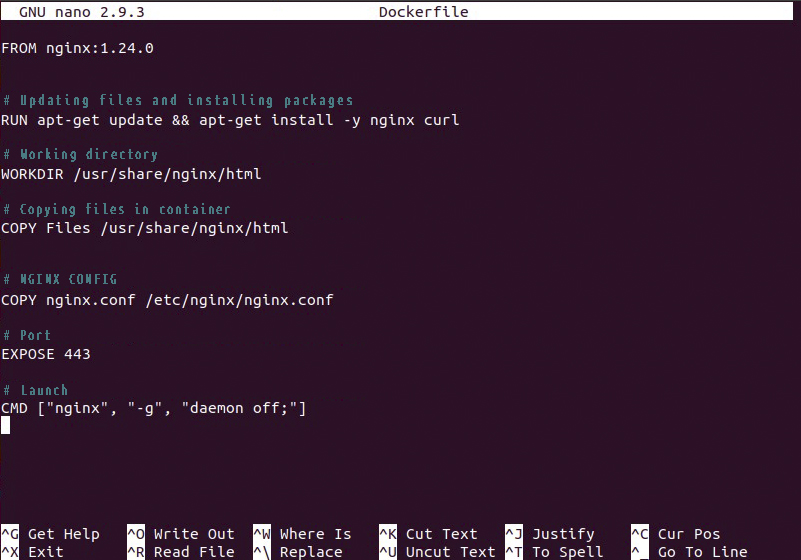 GNU nano 2.9.3 Dockerfile
FROM nginx:1.24.0
# Updating files and installing packages
RUN apt-get update && apt-get install -y nginx curl
# Working directory
WORKDIR /usr/share/nginx/html
# Copying files in container
COPY Files /usr/share/nginx/html
# NGINX CONFIG
COPY nginx.conf /etc/nginx/nginx.conf
# Port
EXPOSE 443
# Launch
CMD ["nginx", "-g", "daemon off;"]
^G Get Help ^O Write Out ^W Where Is ^K Cut Text ^J Justify ^C Cur Pos
^X Exit ^R Read File ^\ Replace ^U Uncut Text ^T To Spell ^_ Go To Line